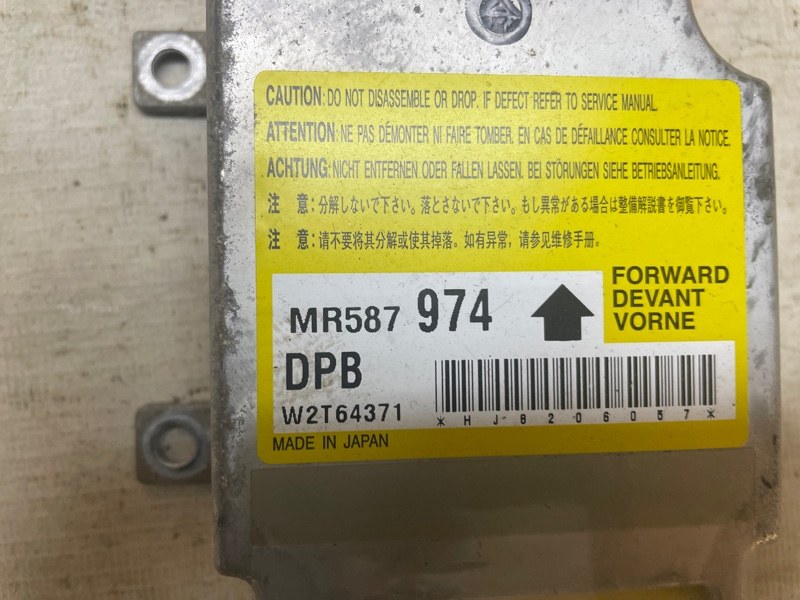 CAUTION: DO NOT DISASSEMBLE OR DROP. IF DEFECT REFER TO SERVICE MANUAL.
ATTENTION: NE PAS DÉMONTER NI FAIRE TOMBER. EN CAS DE DÉFAILLANCE CONSULTER LA NOTICE.
ACHTUNG: NICHT ENTFERNEN ODER FALLEN LASSEN. BEI STÖRUNGEN SIEHE BETRIEBSANLEITUNG.
注 意:分解しないで下さい。落とさないで下さい。もし異常がある場合は整備解説書を御覧下さい。
注 意:请不要将其分解或使其掉落。如有异常，请参见维修手册。
FORWARD
DEVANT
VORNE
MR587 974
DPB
W2T64371
*HJ8206057*
MADE IN JAPAN